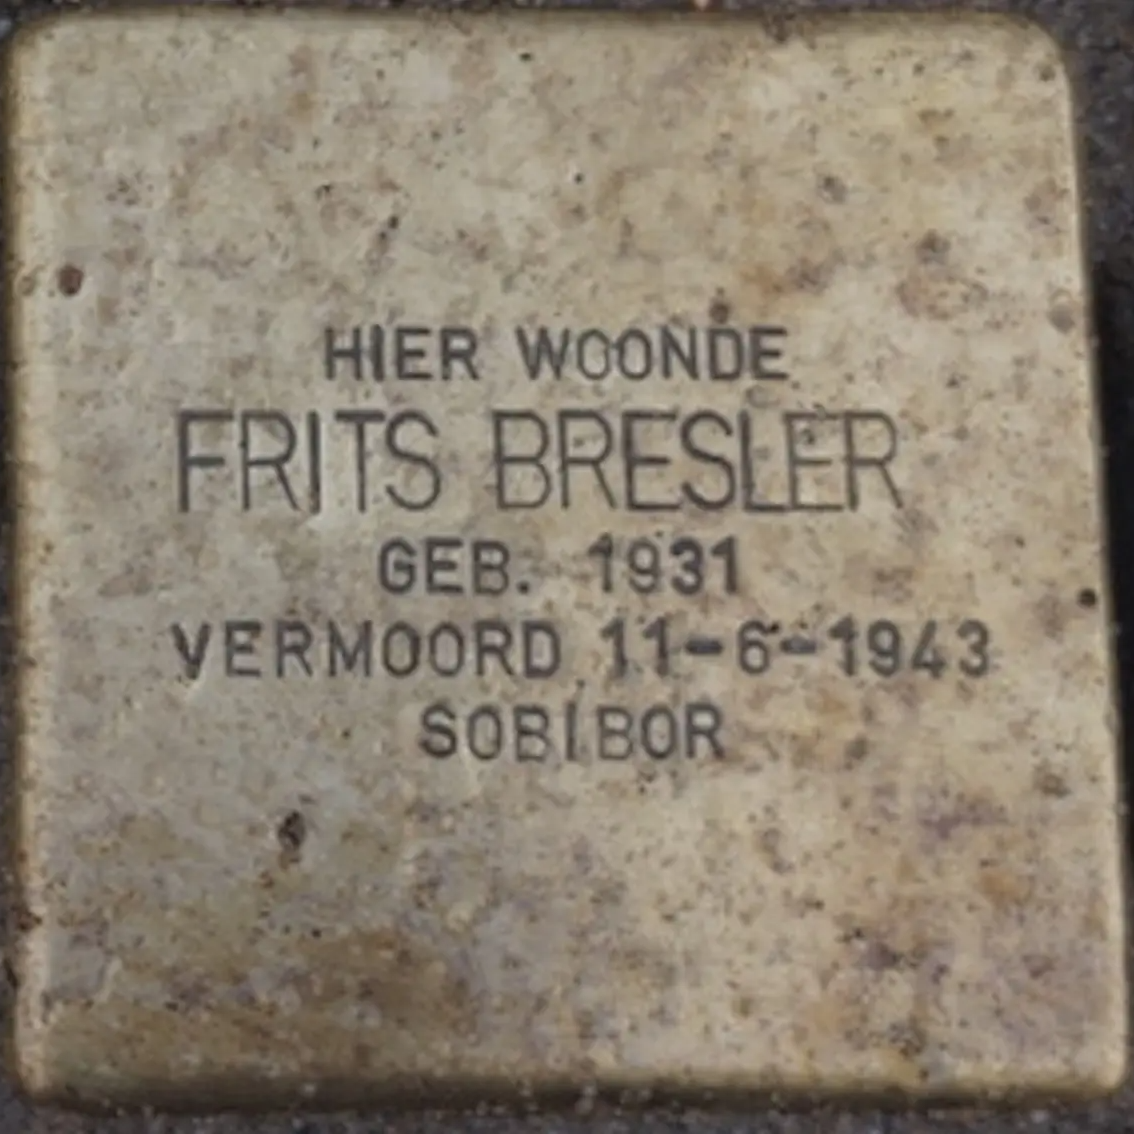 HIER WOONDE
FRITS BRESLER
GEB. 1931
VERMOORD 11-6-1943
SOBIBOR